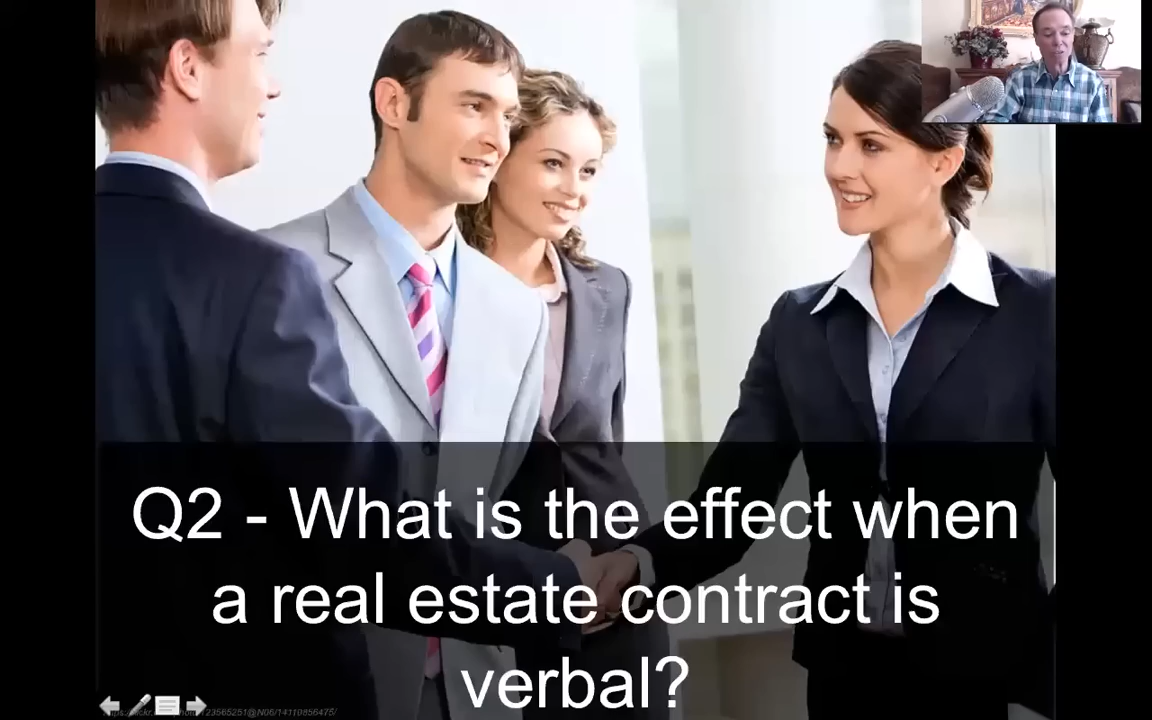 Q2 - What is the effect when
a real estate contract is
verbal?